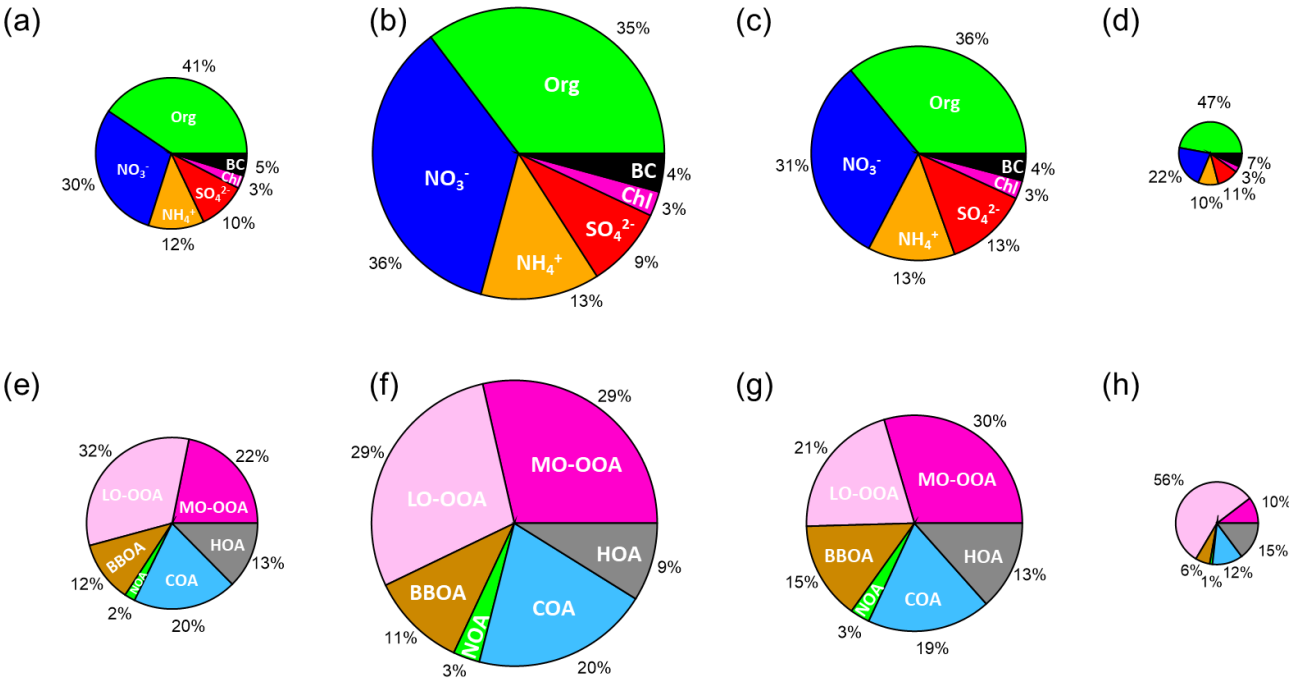 (a)
41%
Org
NO₃⁻
30%
NH₄⁺
12%
SO₄²⁻
10%
Chl
3%
BC
5%
(b)
35%
Org
NO₃⁻
36%
NH₄⁺
13%
SO₄²⁻
9%
Chl
3%
BC
4%
(c)
36%
Org
NO₃
31%
NH₄⁺
13%
SO₄²⁻
13%
Chl
3%
BC
4%
(d)
47%
22%
10%
11%
3%
7%
(e)
32%
LO-OOA
22%
MO-OOA
BBOA
12%
NOA
2%
COA
20%
HOA
13%
(f)
29%
LO-OOA
29%
MO-OOA
BBOA
11%
NOA
3%
COA
20%
HOA
9%
(g)
21%
LO-OOA
30%
MO-OOA
BBOA
15%
NOA
3%
COA
19%
HOA
13%
(h)
56%
10%
6%
1%
12%
15%